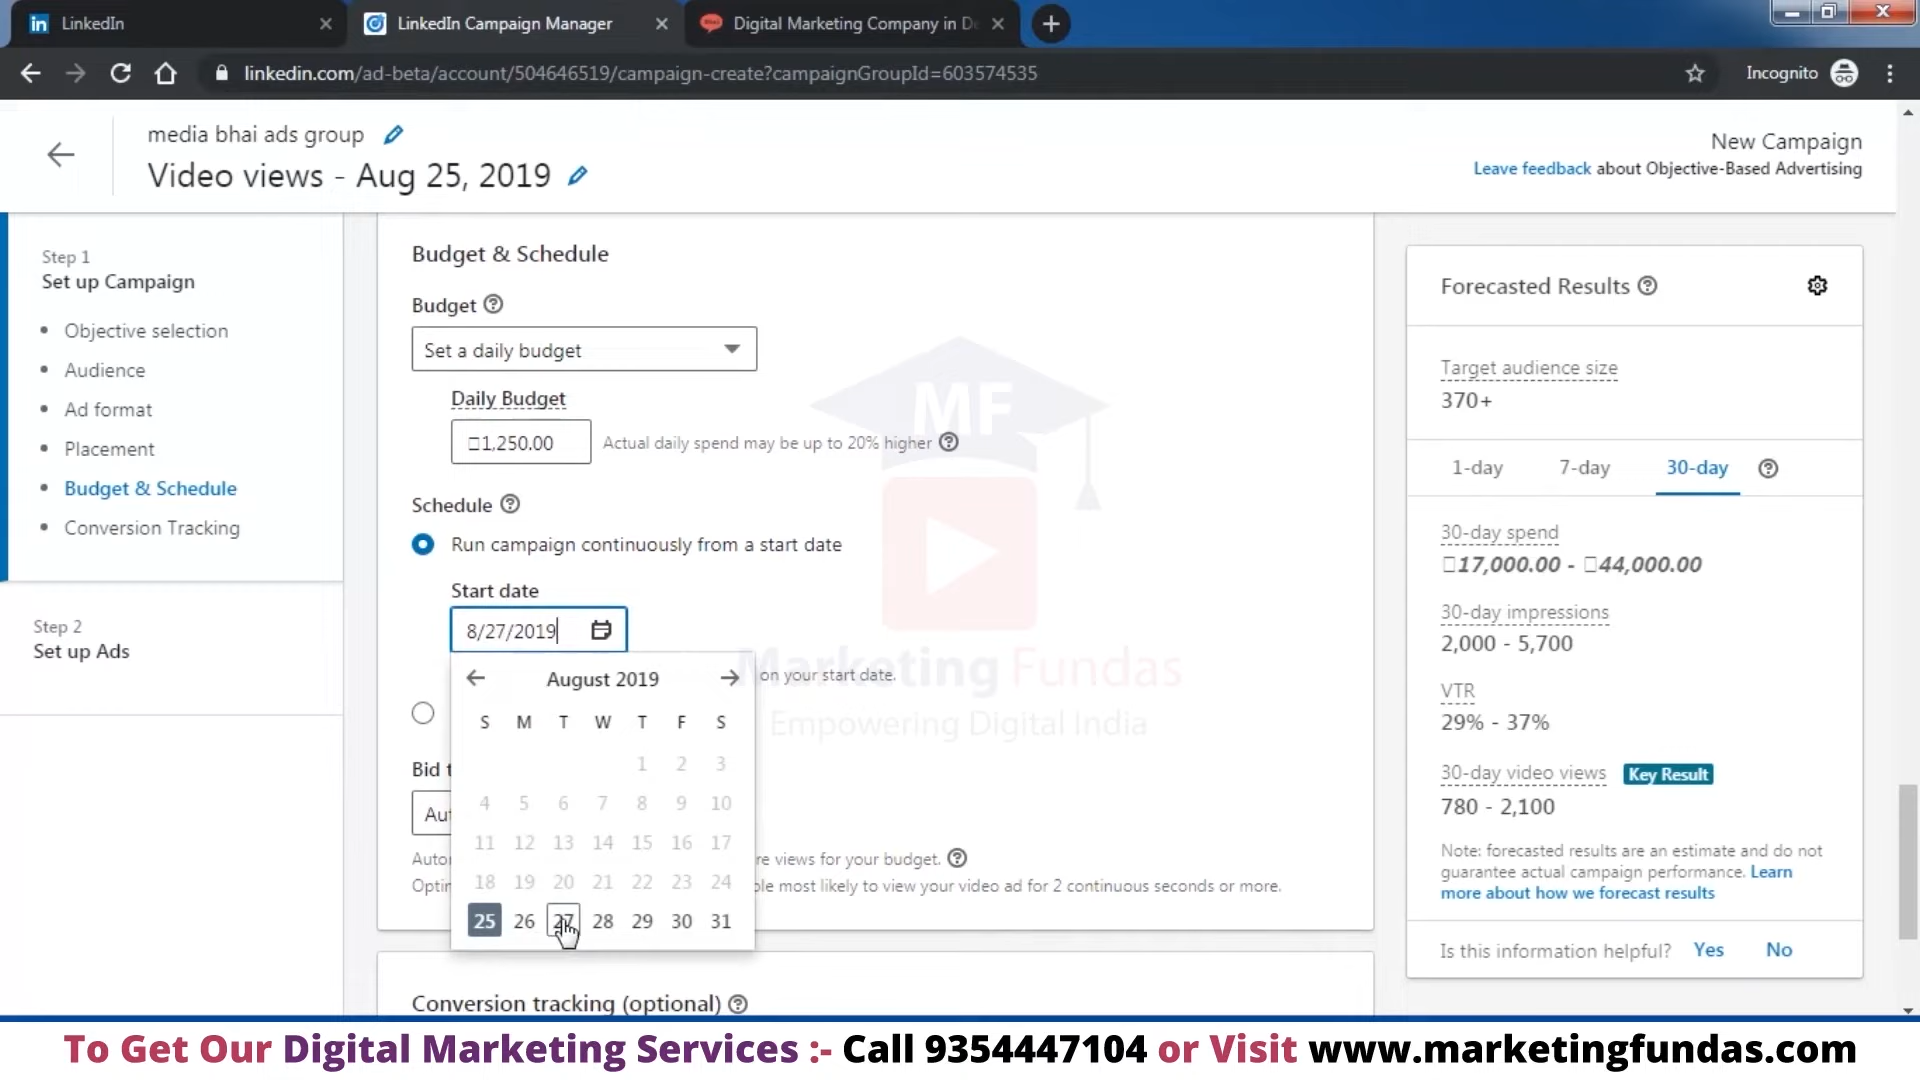 LinkedIn
LinkedIn Campaign Manager
Digital Marketing Company in De
linkedin.com/ad-beta/account/504646519/campaign-create?campaignGroupId=603574535
Incognito
media bhai ads group
Video views - Aug 25, 2019
New Campaign
Leave feedback about Objective-Based Advertising
Step 1
Set up Campaign
Objective selection
Audience
Ad format
Placement
Budget & Schedule
Conversion Tracking
Step 2
Set up Ads
Budget & Schedule
Budget
Set a daily budget
Daily Budget
1,250.00
Actual daily spend may be up to 20% higher
Schedule
Run campaign continuously from a start date
Start date
8/27/2019
on your start date.
August 2019
S M T W T F S
1 2 3
4 5 6 7 8 9 10
11 12 13 14 15 16 17
18 19 20 21 22 23 24
25 26 27 28 29 30 31
Bid t
Aut
Autor
re views for your budget.
Optin
ble most likely to view your video ad for 2 continuous seconds or more.
Conversion tracking (optional)
MF
Marketing Fundas
Empowering Digital India
Forecasted Results
Target audience size
370+
1-day 7-day 30-day
30-day spend
17,000.00 - 44,000.00
30-day impressions
2,000 - 5,700
VTR
29% - 37%
30-day video views Key Result
780 - 2,100
Note: forecasted results are an estimate and do not
guarantee actual campaign performance. Learn
more about how we forecast results
Is this information helpful? Yes No
To Get Our Digital Marketing Services :- Call 9354447104 or Visit www.marketingfundas.com